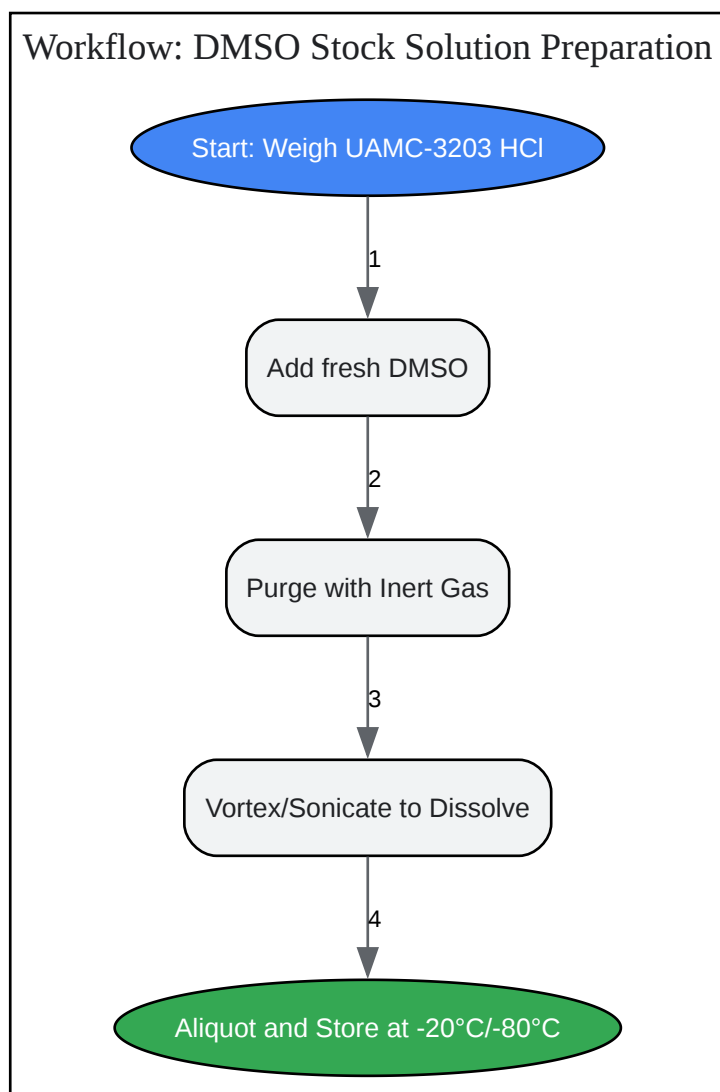 Workflow: DMSO Stock Solution Preparation
Start: Weigh UAMC-3203 HCl
1
Add fresh DMSO
2
Purge with Inert Gas
3
Vortex/Sonicate to Dissolve
4
Aliquot and Store at -20°C/-80°C